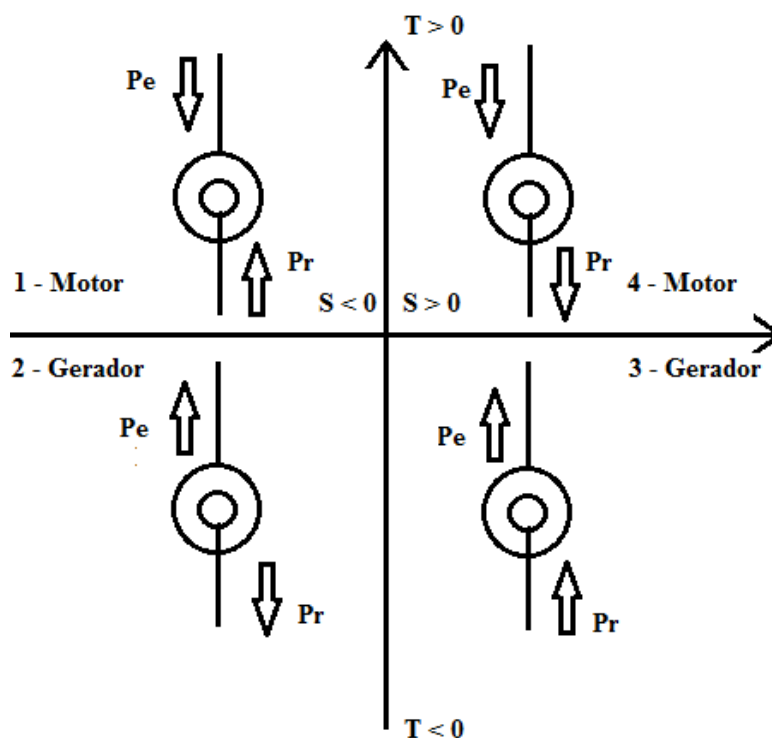 T > 0
Pe
Pe
Pr
Pr
1 - Motor
S < 0
S > 0
4 - Motor
2 - Gerador
3 - Gerador
Pe
Pe
Pr
Pr
T < 0